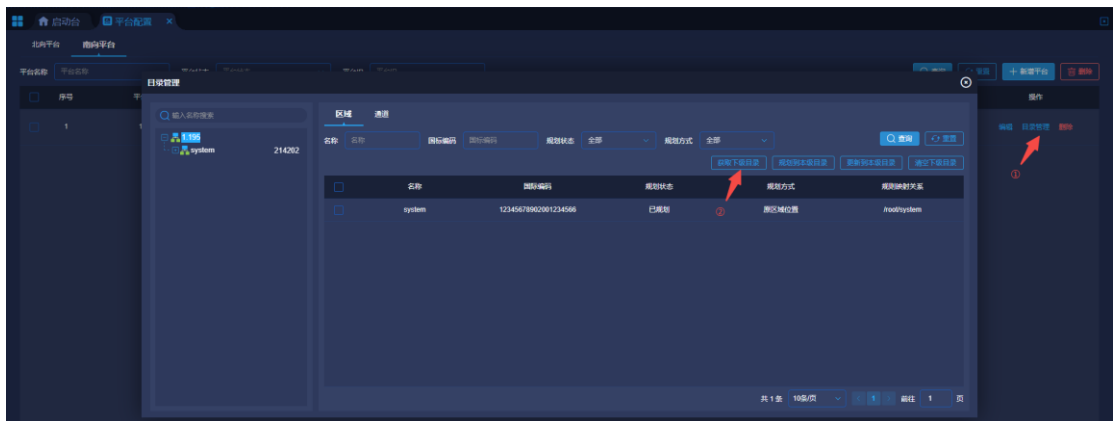 启动台 平台配置 ×
北向平台 南向平台
平台名称 平台名称 查询 重置 + 新增平台 删除
目录管理
序号 操作
1 编辑 目录管理 删除
输入名称搜索
1.195
system 214202
区域 通道
名称 名称 国标编码 国标编码 规划状态 全部 规划方式 全部 查询 重置
获取下级目录 规划到本级目录 更新到本级目录 清空下级目录
名称 国际编码 规划状态 规划方式 规则映射关系
system 12345678902001234566 已规划 原区域位置 /root/system
①
②
共 1 条 10条/页 1 前往 1 页